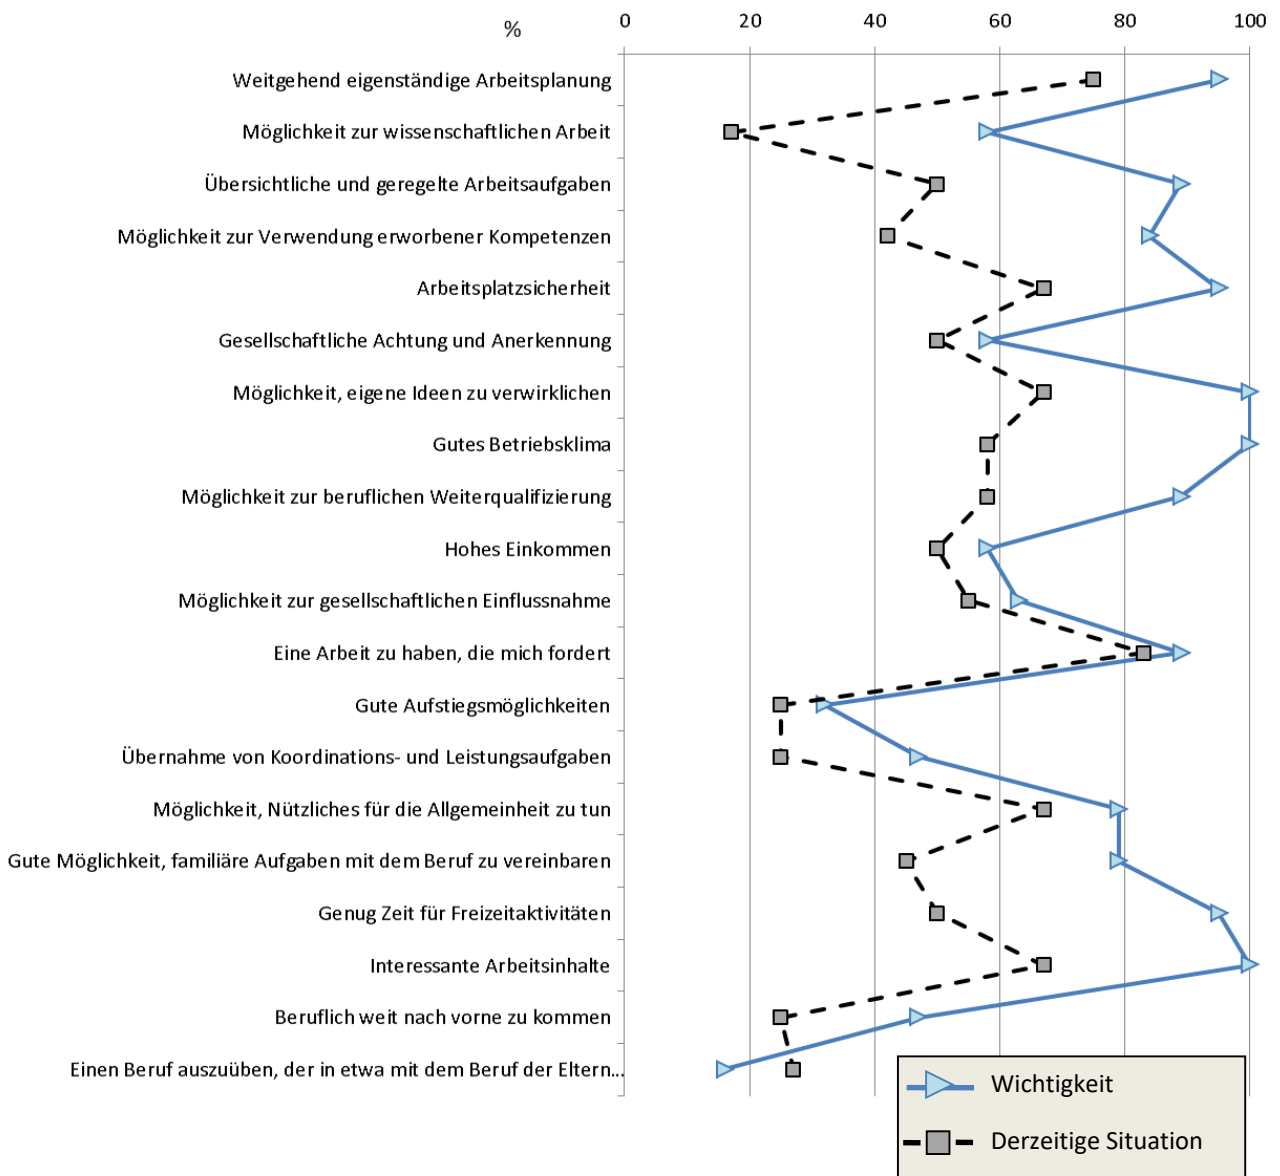 % 0 20 40 60 80 100
Weitgehend eigenständige Arbeitsplanung
Möglichkeit zur wissenschaftlichen Arbeit
Übersichtliche und geregelte Arbeitsaufgaben
Möglichkeit zur Verwendung erworbener Kompetenzen
Arbeitsplatzsicherheit
Gesellschaftliche Achtung und Anerkennung
Möglichkeit, eigene Ideen zu verwirklichen
Gutes Betriebsklima
Möglichkeit zur beruflichen Weiterqualifizierung
Hohes Einkommen
Möglichkeit zur gesellschaftlichen Einflussnahme
Eine Arbeit zu haben, die mich fordert
Gute Aufstiegsmöglichkeiten
Übernahme von Koordinations- und Leistungsaufgaben
Möglichkeit, Nützliches für die Allgemeinheit zu tun
Gute Möglichkeit, familiäre Aufgaben mit dem Beruf zu vereinbaren
Genug Zeit für Freizeitaktivitäten
Interessante Arbeitsinhalte
Beruflich weit nach vorne zu kommen
Einen Beruf auszuüben, der in etwa mit dem Beruf der Eltern...
Wichtigkeit
Derzeitige Situation